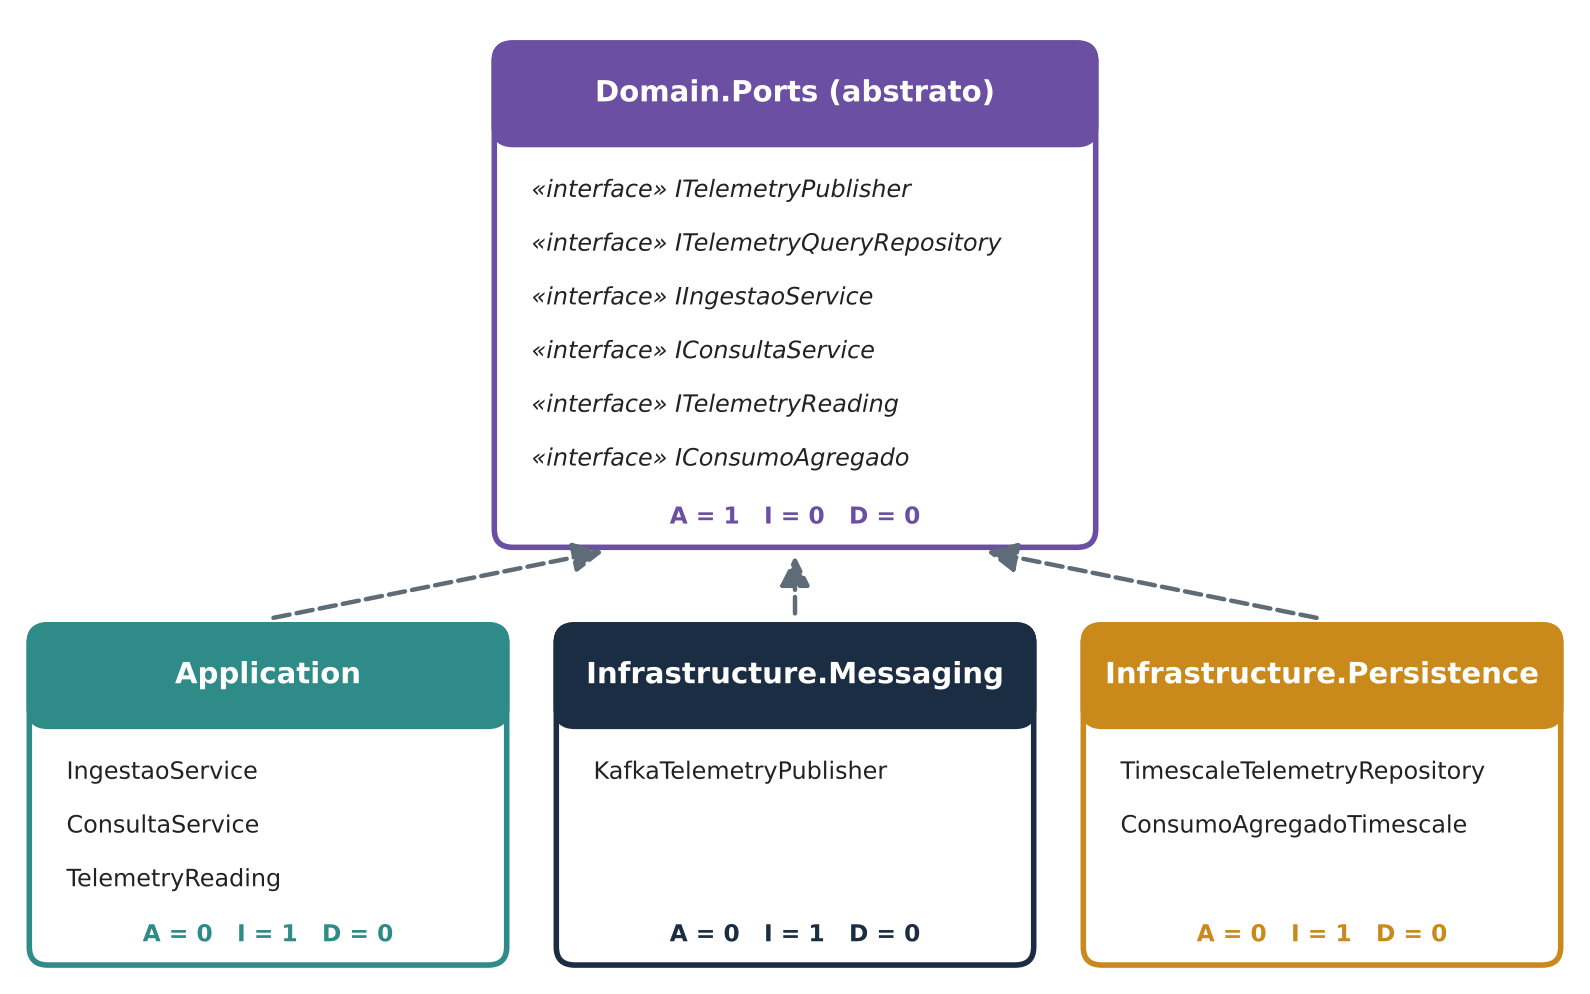 Domain.Ports (abstrato)
«interface» ITelemetryPublisher
«interface» ITelemetryQueryRepository
«interface» IIngestaoService
«interface» IConsultaService
«interface» ITelemetryReading
«interface» IConsumoAgregado
A = 1 I = 0 D = 0
Application
IngestaoService
ConsultaService
TelemetryReading
A = 0 I = 1 D = 0
Infrastructure.Messaging
KafkaTelemetryPublisher
A = 0 I = 1 D = 0
Infrastructure.Persistence
TimescaleTelemetryRepository
ConsumoAgregadoTimescale
A = 0 I = 1 D = 0